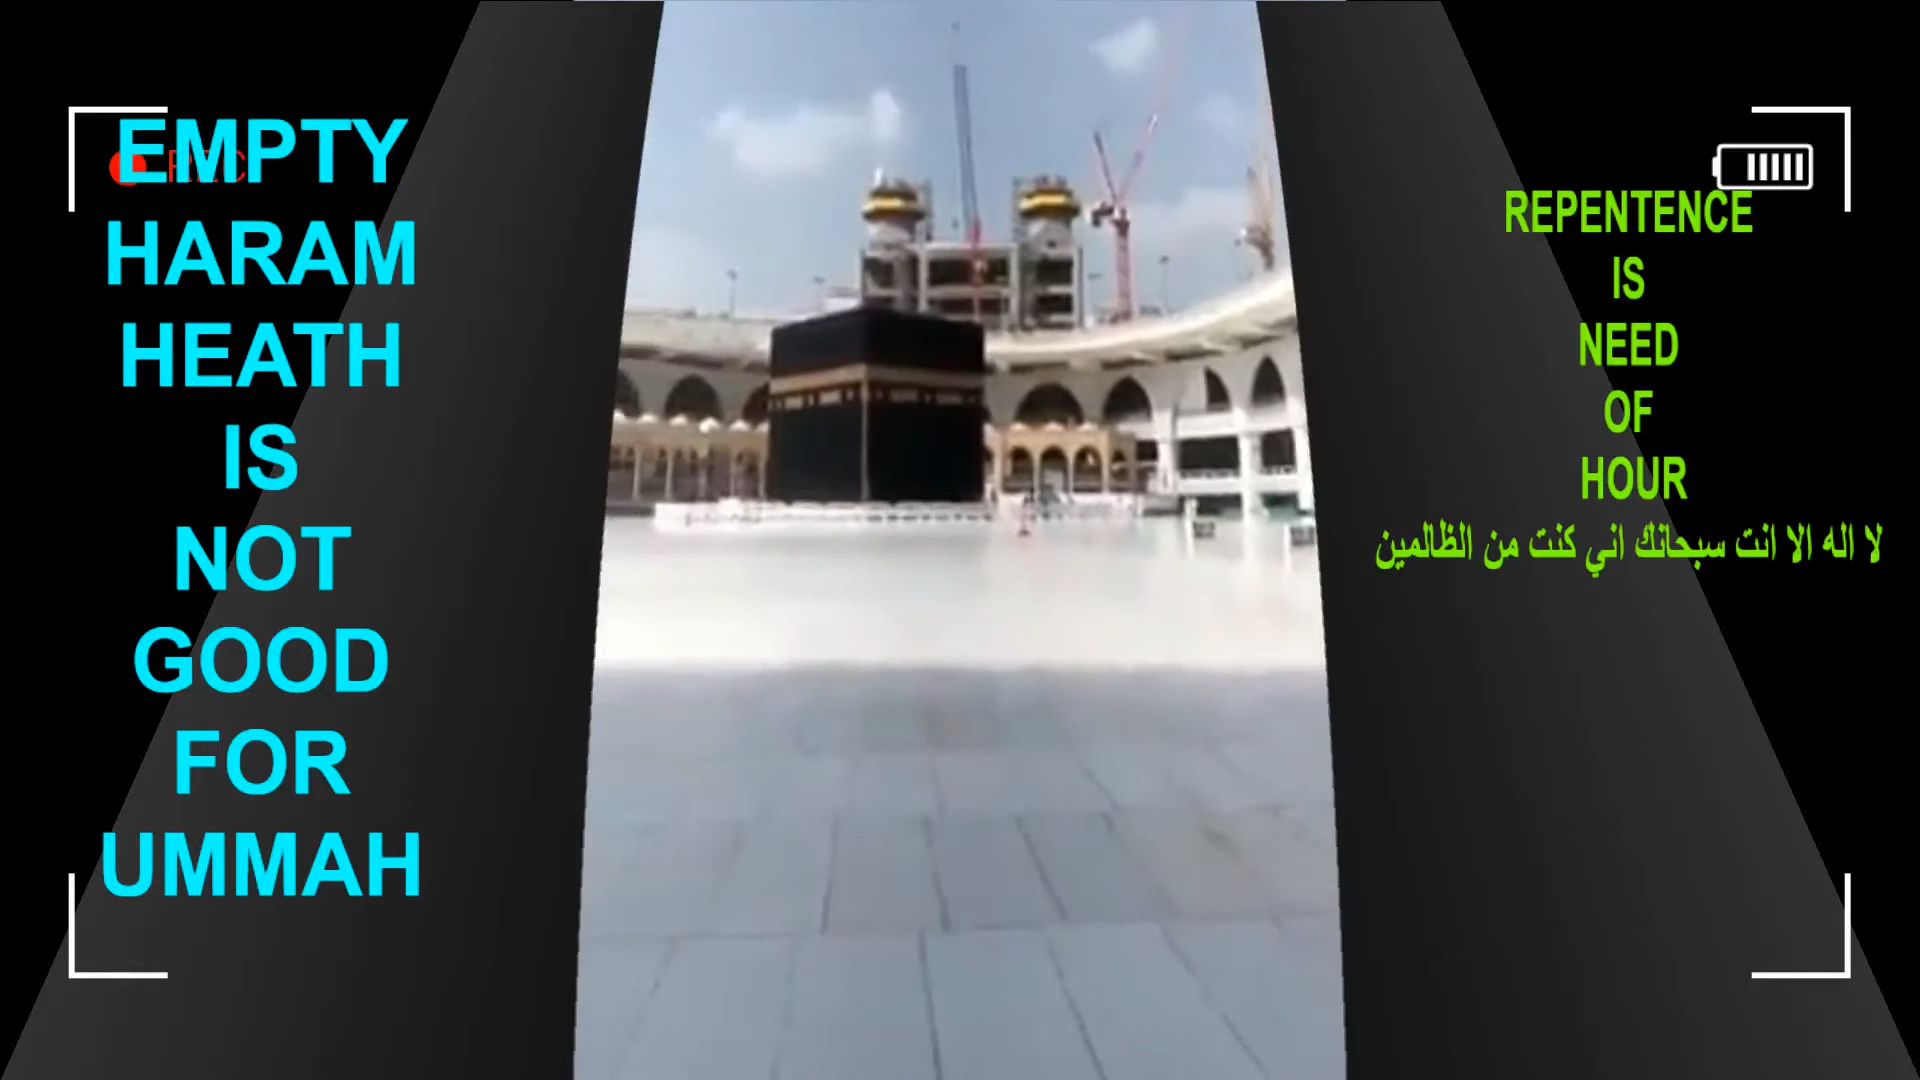 EMPTY
HARAM
HEATH
IS
NOT
GOOD
FOR
UMMAH
REC
REPENTENCE
IS
NEED
OF
HOUR
لا اله الا انت سبحانك اني كنت من الظالمين